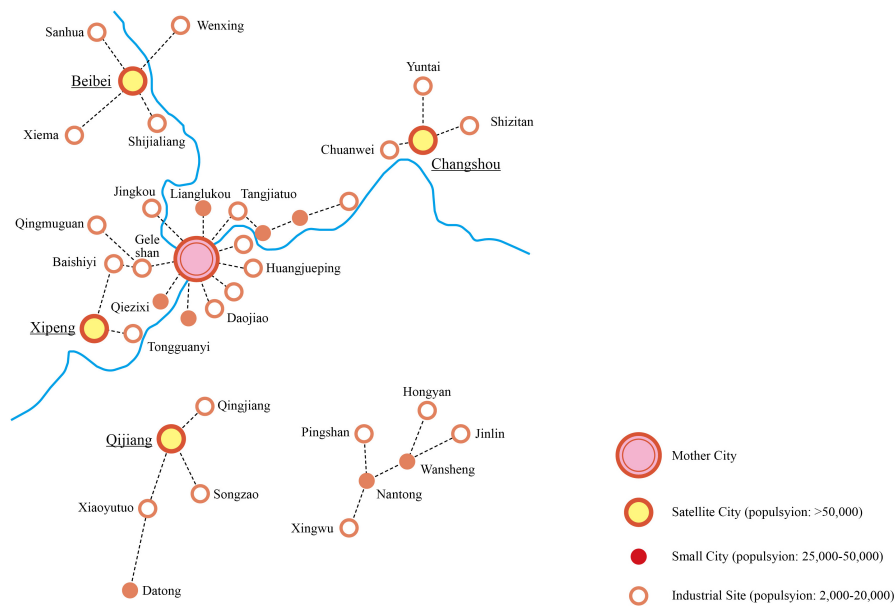 Sanhua
Wenxing
Beibei
Xiema
Shijialiang
Yuntai
Shizitan
Chuanwei
Changshou
Jingkou
Lianglukou
Tangjiatuo
Qingmuguan
Gele
shan
Baishiyi
Huangjueping
Qiezixi
Daojiao
Xipeng
Tongguanyi
Qingjiang
Qijiang
Songzao
Xiaoyutuo
Datong
Hongyan
Pingshan
Jinlin
Wansheng
Nantong
Xingwu
Mother City
Satellite City (populsyion: >50,000)
Small City (populsyion: 25,000-50,000)
Industrial Site (populsyion: 2,000-20,000)